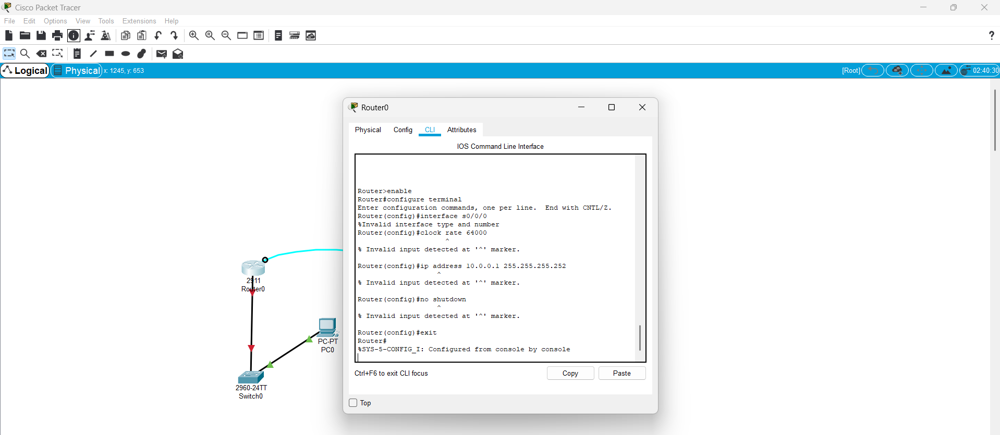 Cisco Packet Tracer
File Edit Options View Tools Extensions Help
?
Logical Physical x: 1245, y: 653 [Root] 02:40:30
Router0
Physical Config CLI Attributes
IOS Command Line Interface
Router>enable
Router#configure terminal
Enter configuration commands, one per line.  End with CNTL/Z.
Router(config)#interface s0/0/0
%Invalid interface type and number
Router(config)#clock rate 64000
^
% Invalid input detected at '^' marker.
Router(config)#ip address 10.0.0.1 255.255.255.252
^
% Invalid input detected at '^' marker.
Router(config)#no shutdown
^
% Invalid input detected at '^' marker.
Router(config)#exit
Router#
%SYS-5-CONFIG_I: Configured from console by console
Ctrl+F6 to exit CLI focus
Copy Paste
Top
2911
Router0
PC-PT
PC0
2960-24TT
Switch0